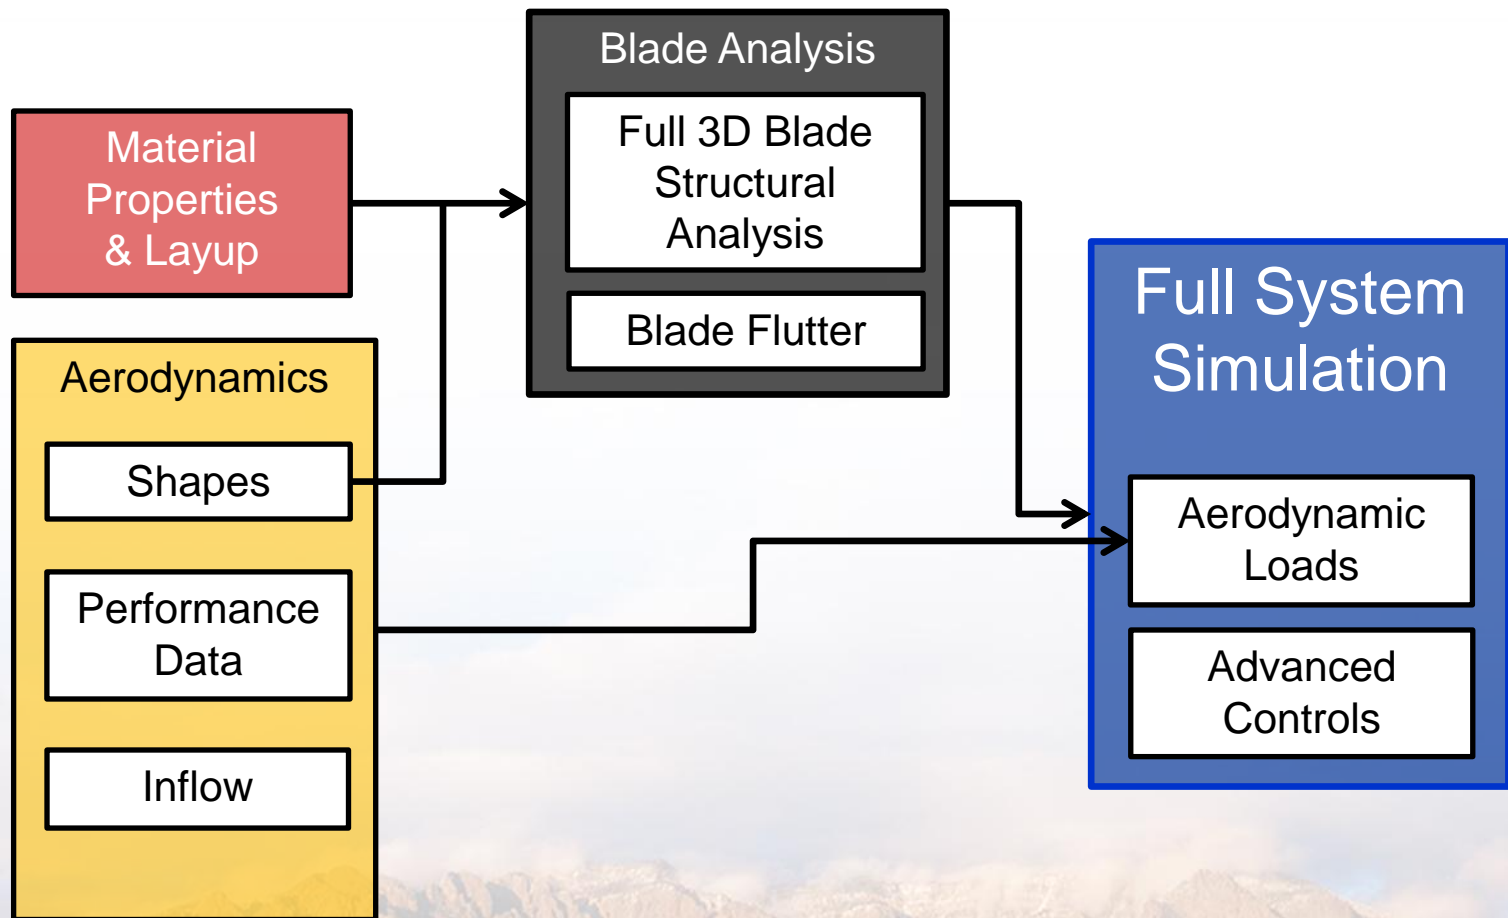 Blade Analysis
Full 3D Blade
Structural
Analysis
Blade Flutter
Material
Properties
& Layup
Aerodynamics
Shapes
Performance
Data
Inflow
Full System
Simulation
Aerodynamic
Loads
Advanced
Controls